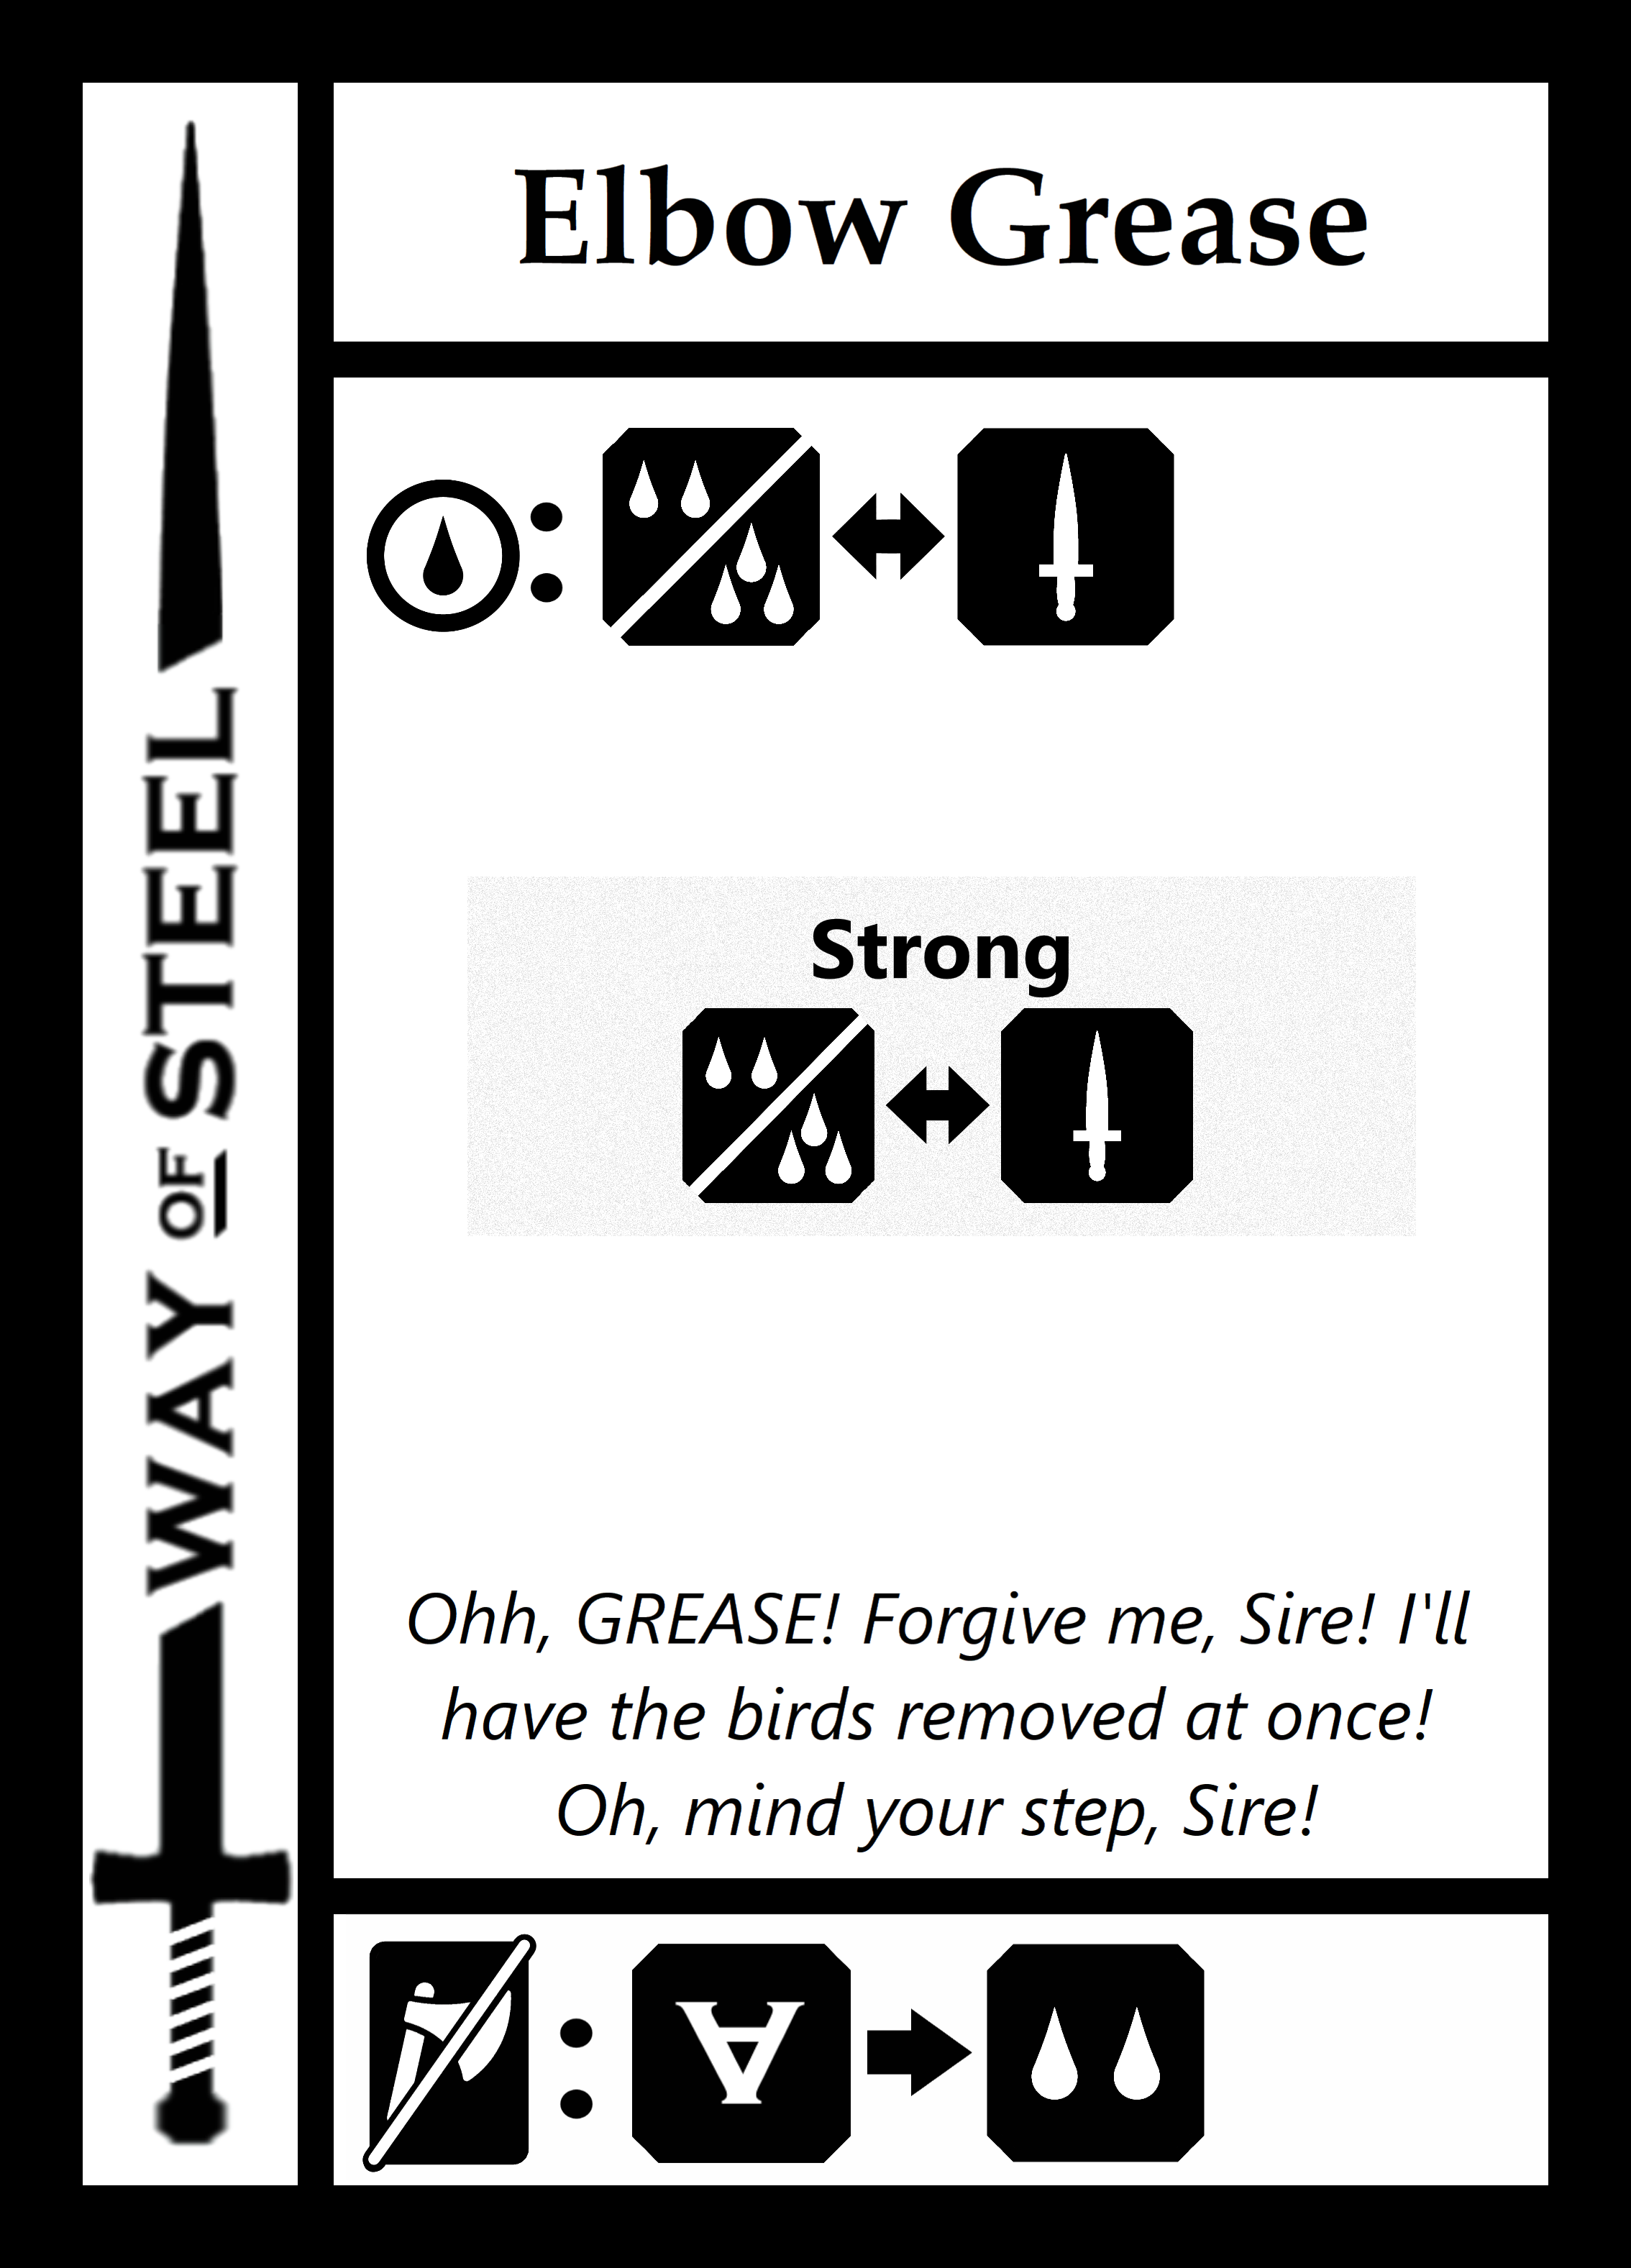 Elbow Grease
WAY OF STEEL
:
Strong
Ohh, GREASE! Forgive me, Sire! I'll
have the birds removed at once!
Oh, mind your step, Sire!
: ∀